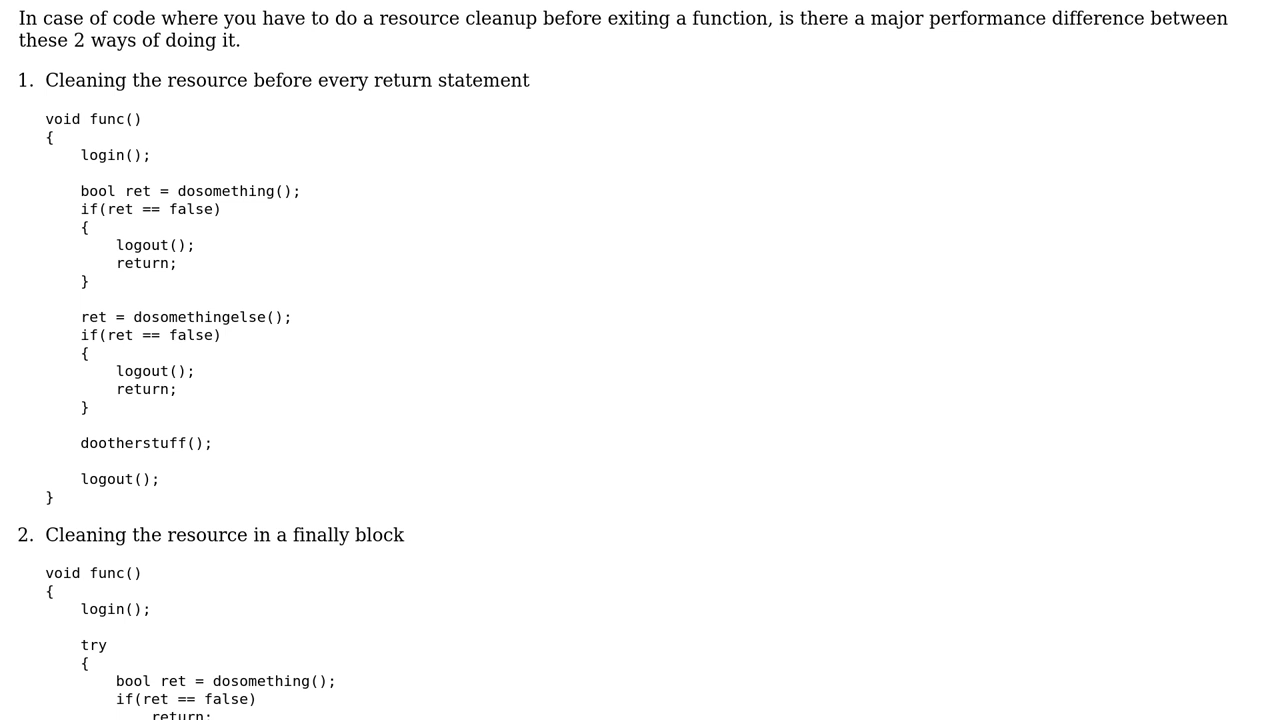 In case of code where you have to do a resource cleanup before exiting a function, is there a major performance difference between
these 2 ways of doing it.
1. Cleaning the resource before every return statement
void func()
{
    login();
    bool ret = dosomething();
    if(ret == false)
    {
        logout();
        return;
    }
    ret = dosomethingelse();
    if(ret == false)
    {
        logout();
        return;
    }
    dootherstuff();
    logout();
}
2. Cleaning the resource in a finally block
void func()
{
    login();
    try
    {
        bool ret = dosomething();
        if(ret == false)
            return;